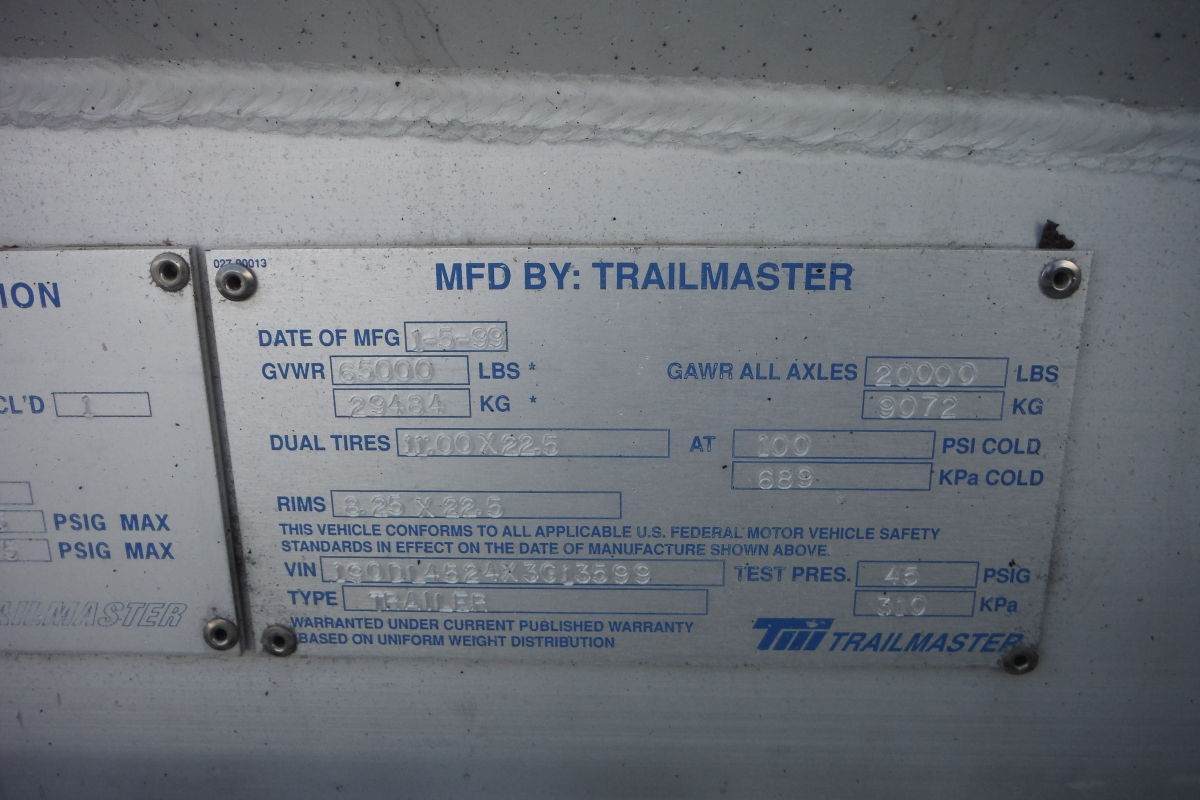 ION
CL'D 1
PSIG MAX
PSIG MAX
TRAILMASTER
MFD BY: TRAILMASTER
DATE OF MFG 1-5-99
GVWR 65000 LBS * GAWR ALL AXLES 20000 LBS
29484 KG * 9072 KG
DUAL TIRES 11.00X22.5 AT 100 PSI COLD
689 KPa COLD
RIMS 8.25 X 22.5
THIS VEHICLE CONFORMS TO ALL APPLICABLE U.S. FEDERAL MOTOR VEHICLE SAFETY
STANDARDS IN EFFECT ON THE DATE OF MANUFACTURE SHOWN ABOVE.
VIN TEST PRES. 45 PSIG
TYPE TRAILER 310 KPa
WARRANTED UNDER CURRENT PUBLISHED WARRANTY
*BASED ON UNIFORM WEIGHT DISTRIBUTION
TM TRAILMASTER